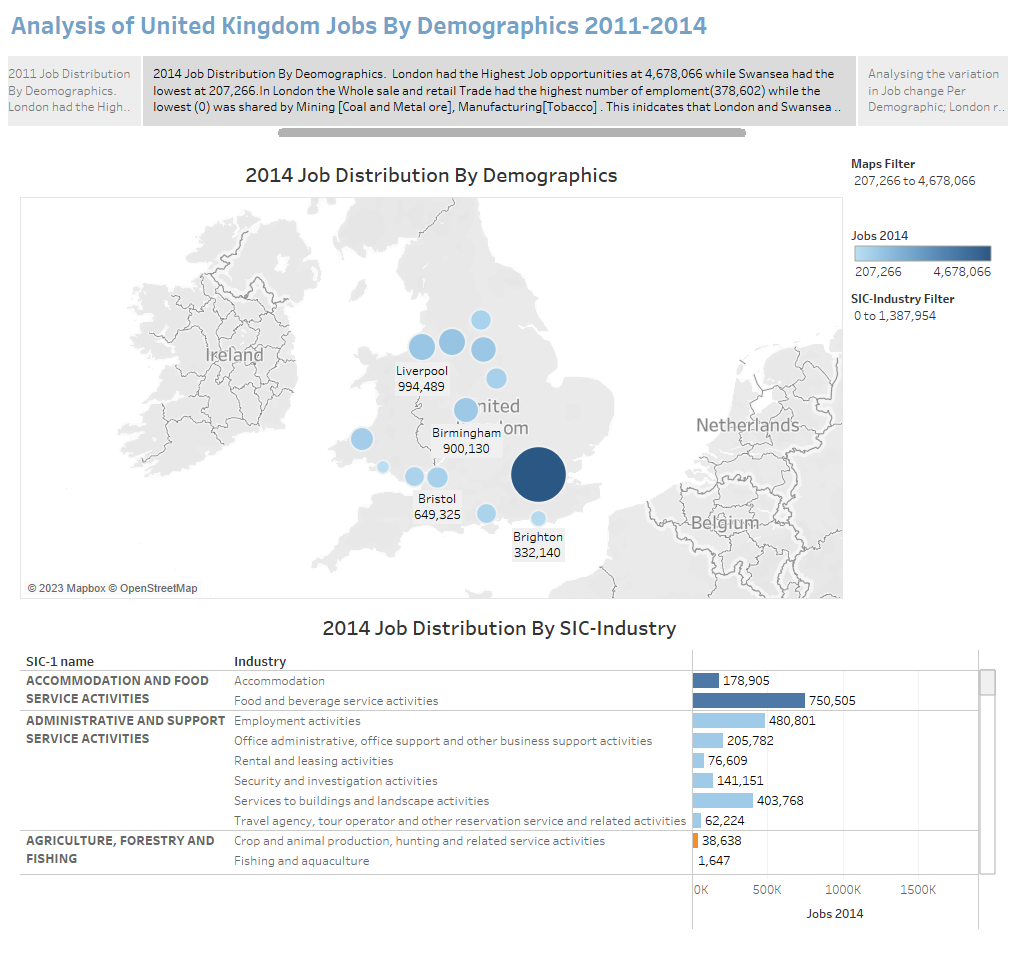 Analysis of United Kingdom Jobs By Demographics 2011-2014
2011 Job Distribution
By Deomographics.
London had the High..
2014 Job Distribution By Deomographics. London had the Highest Job opportunities at 4,678,066 while Swansea had the
lowest at 207,266.In London the Whole sale and retail Trade had the highest number of emploment(378,602) while the
lowest (0) was shared by Mining [Coal and Metal ore], Manufacturing[Tobacco] . This inidcates that London and Swansea ..
Analysing the variation
in Job change Per
Demographic; London r..
2014 Job Distribution By Demographics
Maps Filter
207,266 to 4,678,066
Jobs 2014
207,266 4,678,066
SIC-Industry Filter
0 to 1,387,954
Ireland
Liverpool
994,489
nited
om
Birmingham
900,130
Netherlands
Bristol
649,325
Belgium
Brighton
332,140
© 2023 Mapbox © OpenStreetMap
2014 Job Distribution By SIC-Industry
SIC-1 name Industry
ACCOMMODATION AND FOOD
SERVICE ACTIVITIES
Accommodation 178,905
Food and beverage service activities 750,505
ADMINISTRATIVE AND SUPPORT
SERVICE ACTIVITIES
Employment activities 480,801
Office administrative, office support and other business support activities 205,782
Rental and leasing activities 76,609
Security and investigation activities 141,151
Services to buildings and landscape activities 403,768
Travel agency, tour operator and other reservation service and related activities 62,224
AGRICULTURE, FORESTRY AND
FISHING
Crop and animal production, hunting and related service activities 38,638
Fishing and aquaculture 1,647
0K 500K 1000K 1500K
Jobs 2014